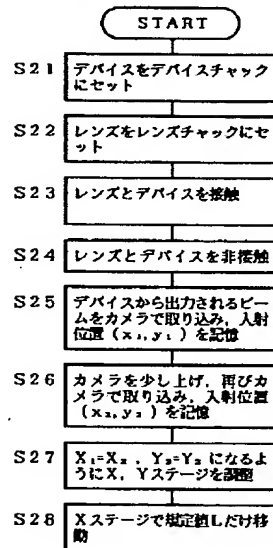 START
S21
デバイスをデバイスチャック
にセット
S22
レンズをレンズチャックにセ
ット
S23
レンズとデバイスを接触
S24
レンズとデバイスを非接触
S25
デバイスから出力されるビー
ムをカメラで取り込み，入射
位置（x₁,y₁）を記憶
S26
カメラを少し上げ，再びカ
メラで取り込み，入射位置
（x₂,y₂）を記憶
S27
X₁=X₂，Y₁=Y₂になるよ
うにX，Yステージを調整
S28
Xステージで規定値Lだけ移
動